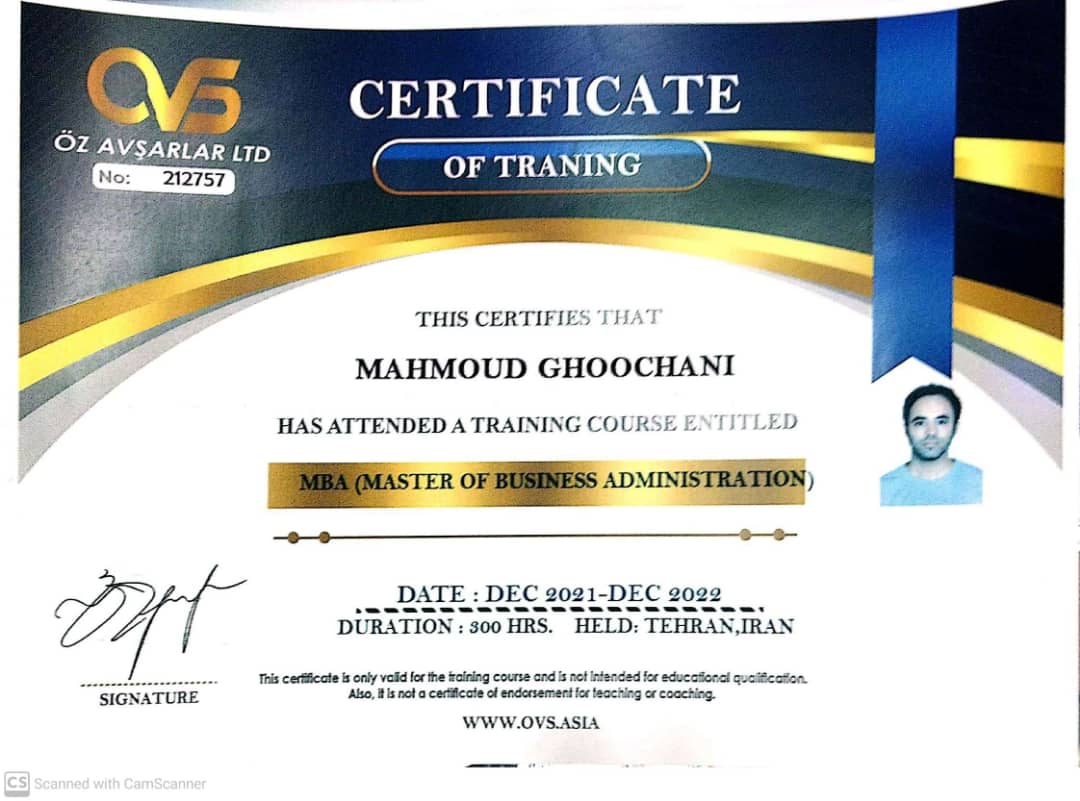 OVS
ÖZ AVŞARLAR LTD
No: 212757
CERTIFICATE
OF TRANING
THIS CERTIFIES THAT
MAHMOUD GHOOCHANI
HAS ATTENDED A TRAINING COURSE ENTITLED
MBA (MASTER OF BUSINESS ADMINISTRATION)
DATE : DEC 2021-DEC 2022
DURATION : 300 HRS. HELD: TEHRAN,IRAN
SIGNATURE
This certificate is only valid for the training course and is not intended for educational qualification.
Also, it is not a certificate of endorsement for teaching or coaching.
WWW.OVS.ASIA
CS Scanned with CamScanner